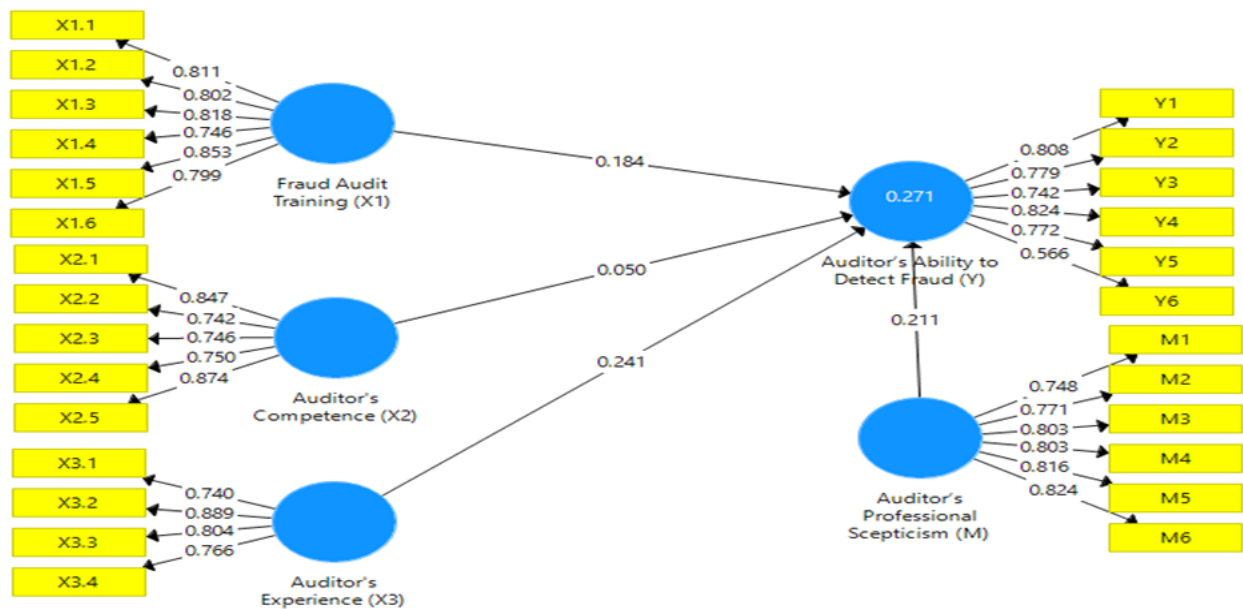 X1.1
X1.2
X1.3
X1.4
X1.5
X1.6
0.811
0.802
0.818
0.746
0.853
0.799
Fraud Audit
Training (X1)
X2.1
X2.2
X2.3
X2.4
X2.5
0.847
0.742
0.746
0.750
0.874
Auditor's
Competence (X2)
X3.1
X3.2
X3.3
X3.4
0.740
0.889
0.804
0.766
Auditor's
Experience (X3)
0.184
0.050
0.241
0.211
0.271
Auditor's Ability to
Detect Fraud (Y)
0.808
0.779
0.742
0.824
0.772
0.566
Y1
Y2
Y3
Y4
Y5
Y6
Auditor's
Professional
Scepticism (M)
0.748
0.771
0.803
0.803
0.816
0.824
M1
M2
M3
M4
M5
M6